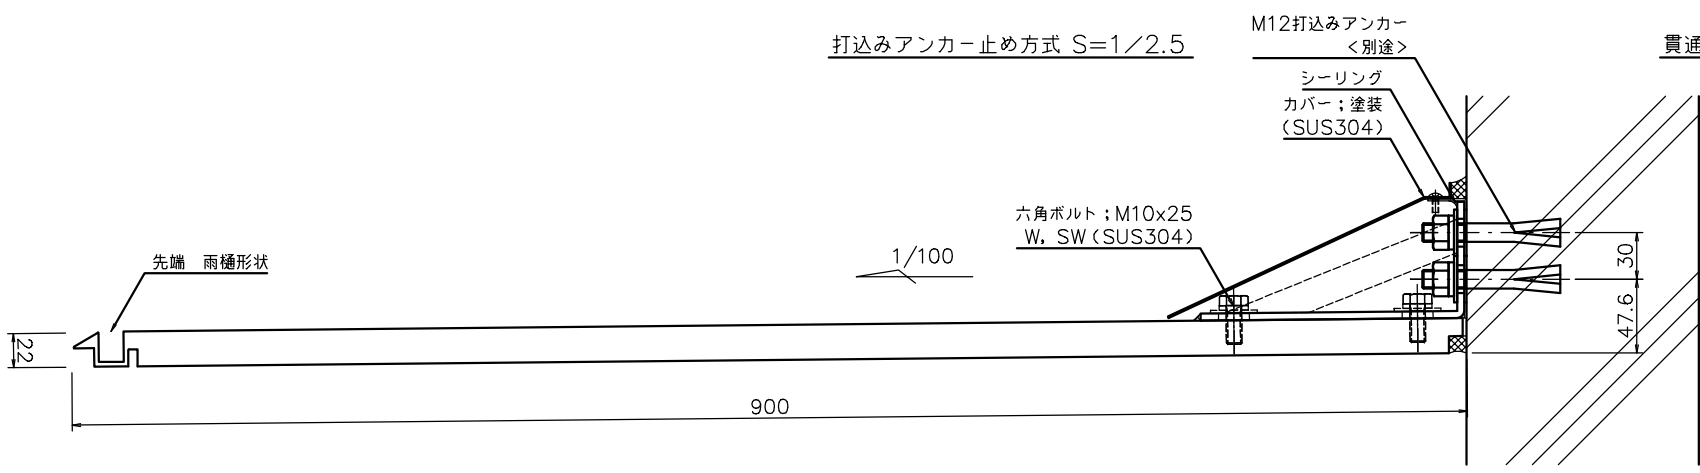 打込みアンカー止め方式 S=1/2.5
M12打込みアンカー
<別途>
貫通
シーリング
カバー；塗装
(SUS304)
六角ボルト；M10x25
W, SW(SUS304)
1/100
先端　雨樋形状
30
47.6
22
900